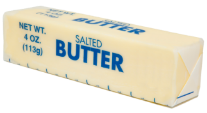 NET WT.
4 OZ.
(113g)
SALTED
BUTTER